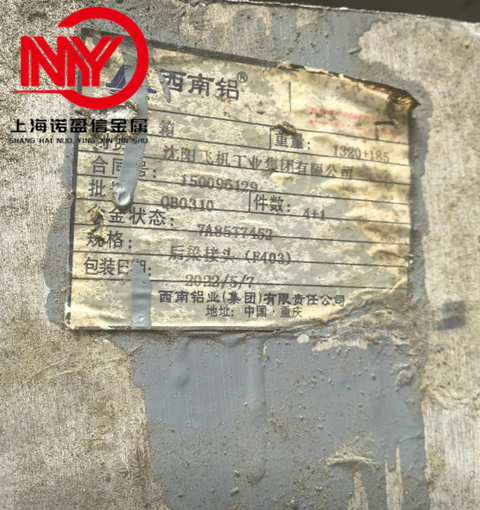 NY
上海诺盈信金属
SHANG HAI NUO YING XIN JIN SHU
西南铝®
箱
重量: 1320+185
沈阳飞机工业集团有限公司
合同号: 150096129
批 QB0310 件数: 4+1
合金状态: 7A85T7452
规格: 后梁接头(F403)
包装日期: 2022/5/7
西南铝业(集团)有限责任公司
地址: 中国·重庆